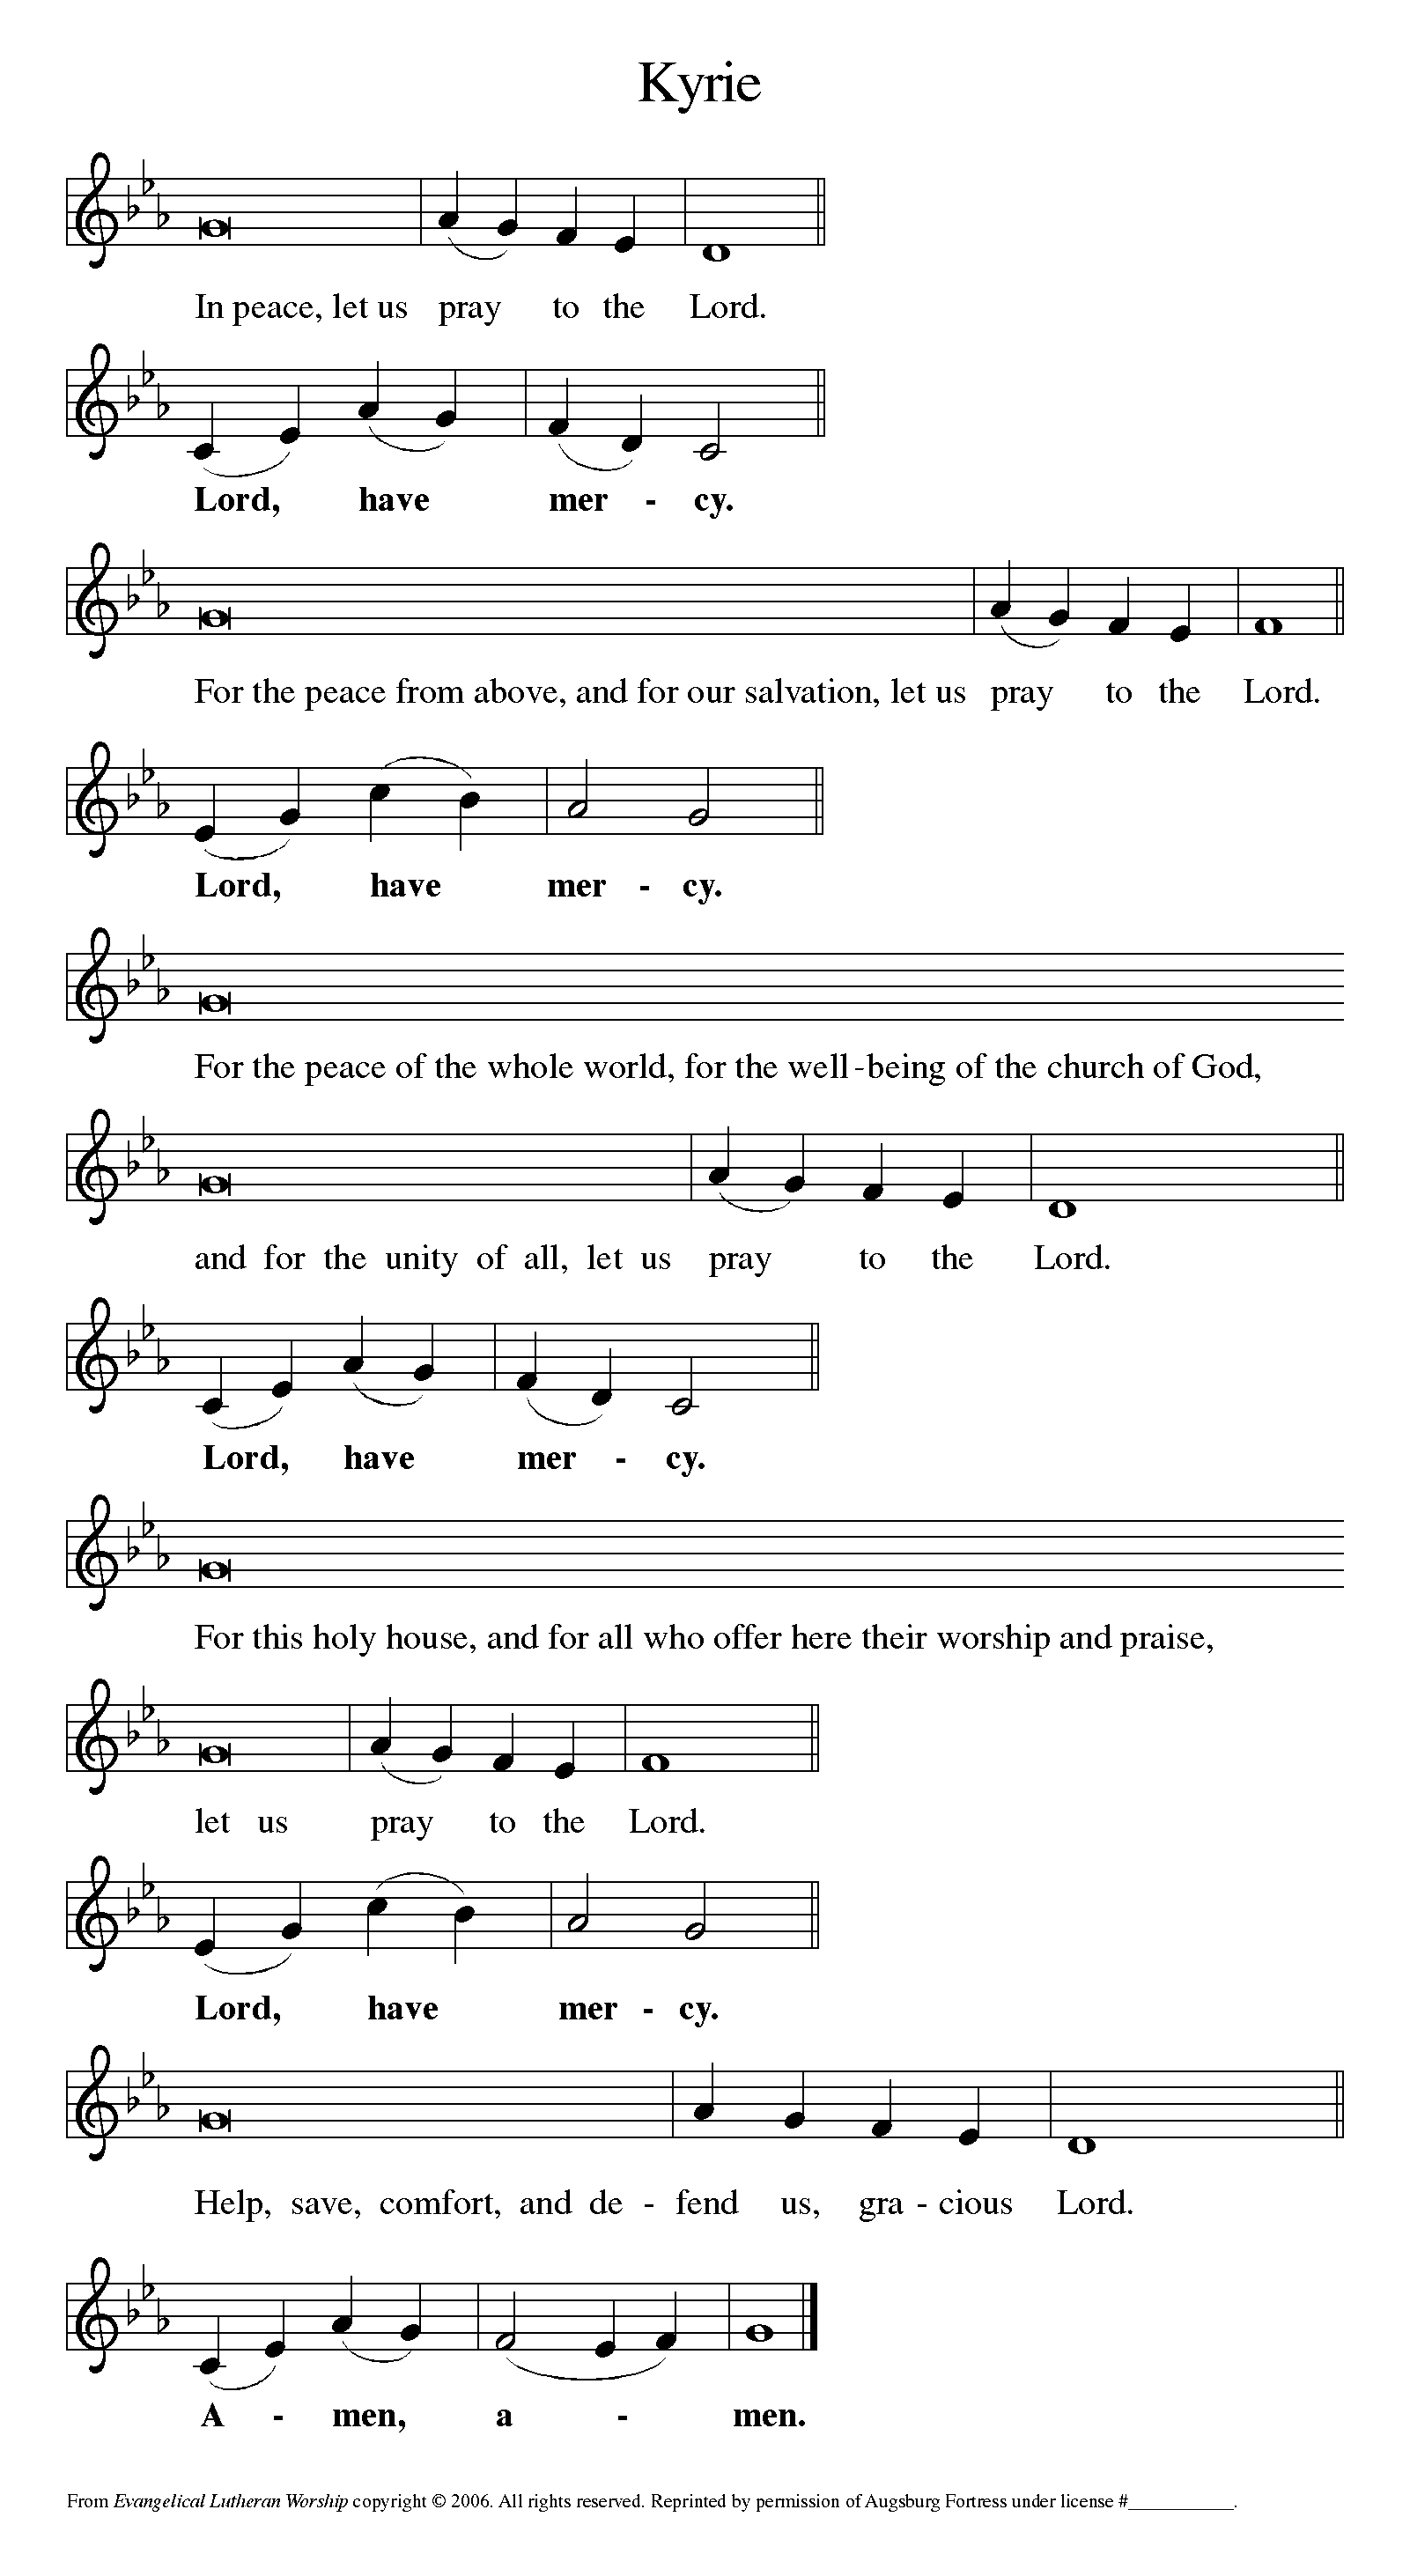 Kyrie
In peace, let us pray to the Lord.
Lord, have mer - cy.
For the peace from above, and for our salvation, let us pray to the Lord.
Lord, have mer - cy.
For the peace of the whole world, for the well-being of the church of God,
and for the unity of all, let us pray to the Lord.
Lord, have mer - cy.
For this holy house, and for all who offer here their worship and praise,
let us pray to the Lord.
Lord, have mer - cy.
Help, save, comfort, and de - fend us, gra - cious Lord.
A - men, a - men.
From Evangelical Lutheran Worship copyright © 2006. All rights reserved. Reprinted by permission of Augsburg Fortress under license #___________.